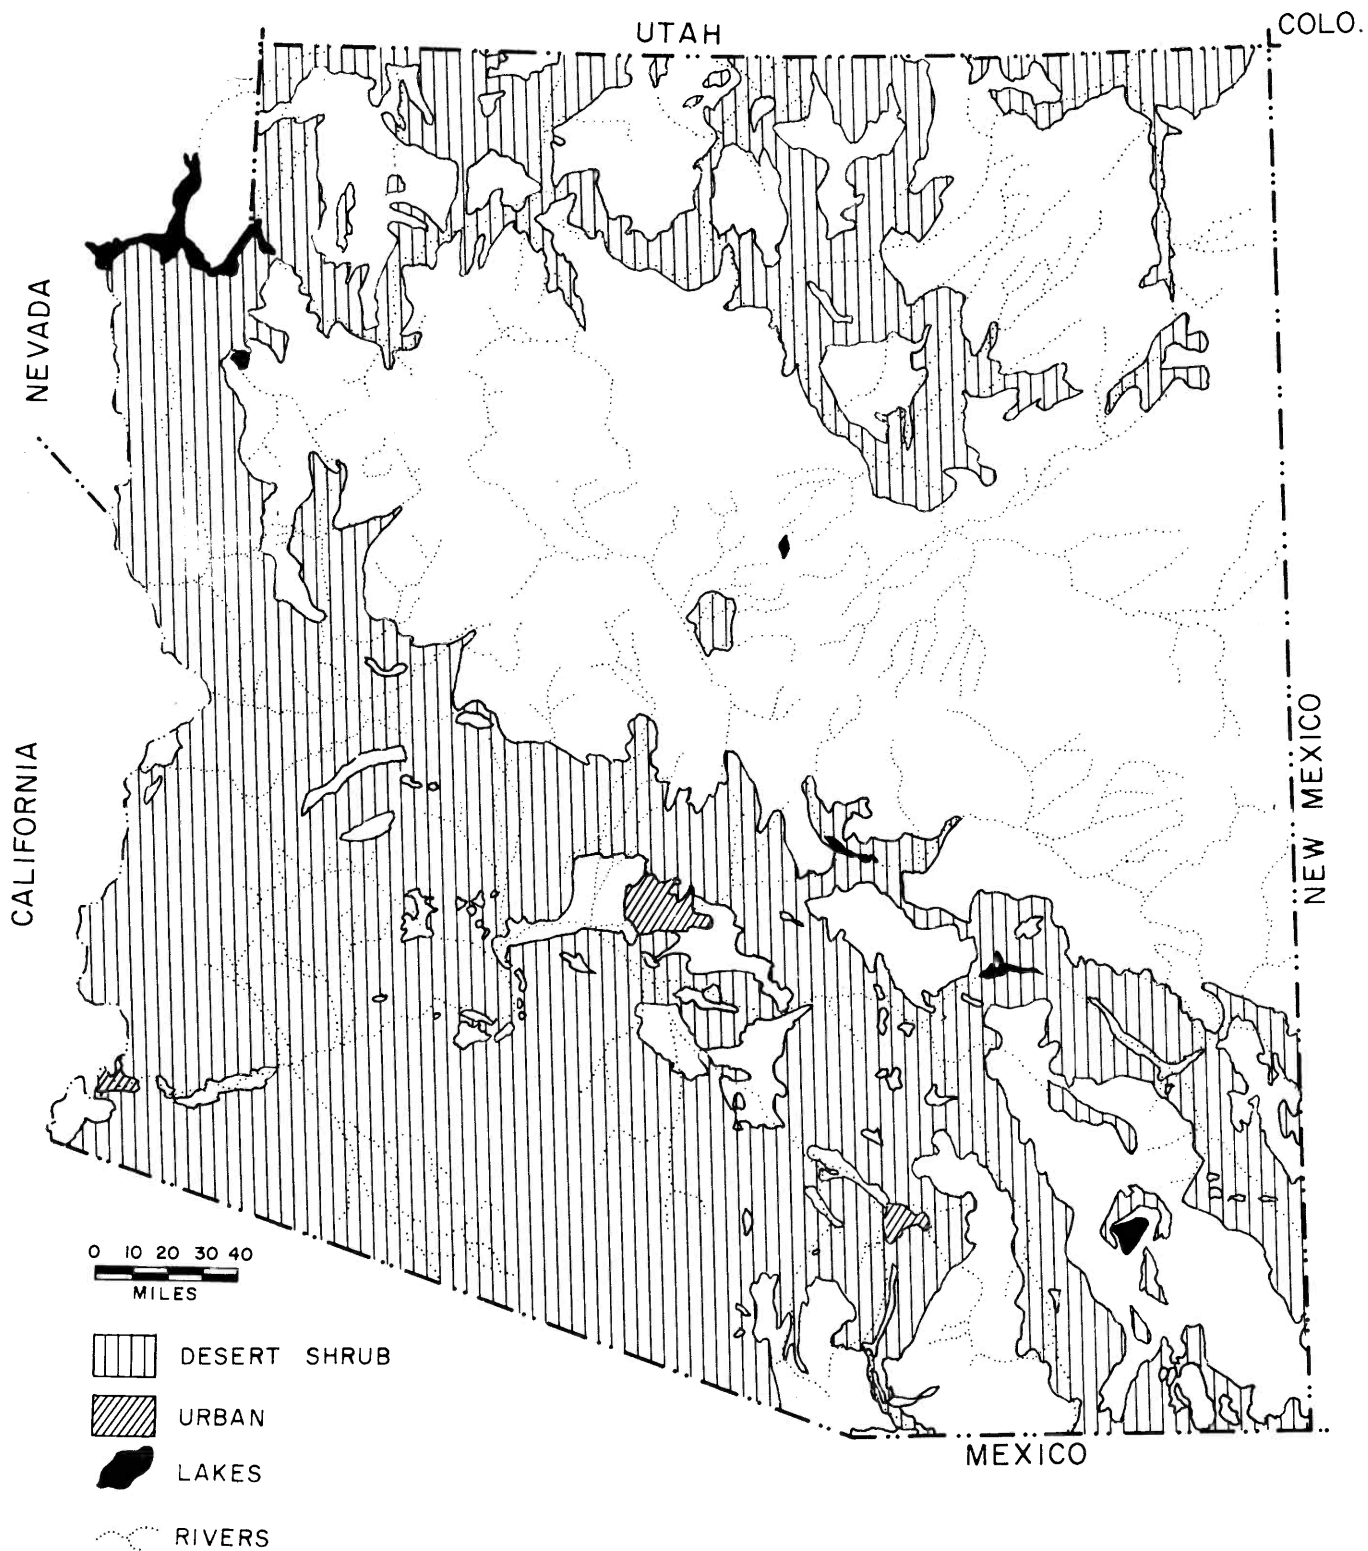 UTAH
COLO.
NEVADA
CALIFORNIA
NEW MEXICO
0 10 20 30 40
MILES
DESERT SHRUB
URBAN
LAKES
RIVERS
MEXICO